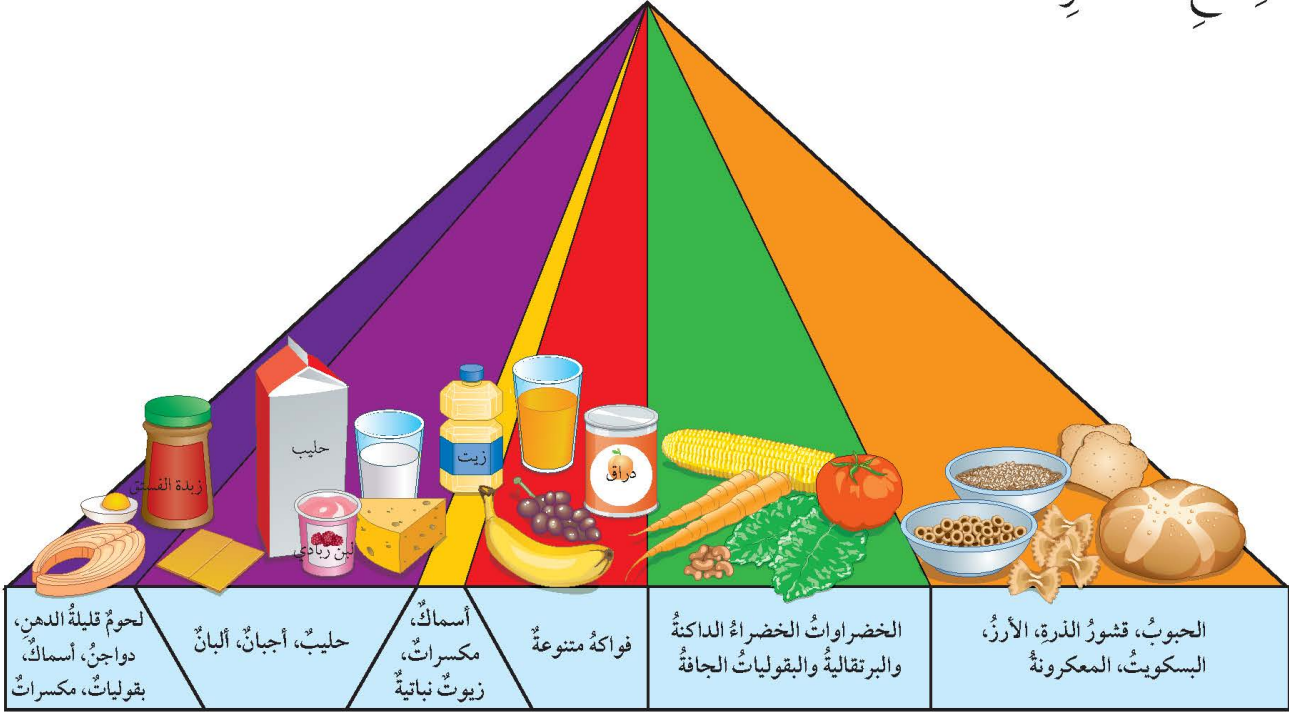 زبدة الفستق
حليب
لبن زبادي
زيت
دراق
الحبوبُ، قشورُ الذرةِ، الأرزُ،
البسكويتُ، المعكرونةُ
الخضراواتُ الخضراءُ الداكنةُ
والبرتقاليةُ والبقولياتُ الجافةُ
فواكهُ متنوعةٌ
أسماكٌ،
مكسراتٌ،
زيوتٌ نباتيةٌ
حليبٌ، أجبانٌ، ألبانٌ
لحومٌ قليلةُ الدهنِ،
دواجنُ، أسماكٌ،
بقولياتٌ، مكسراتٌ